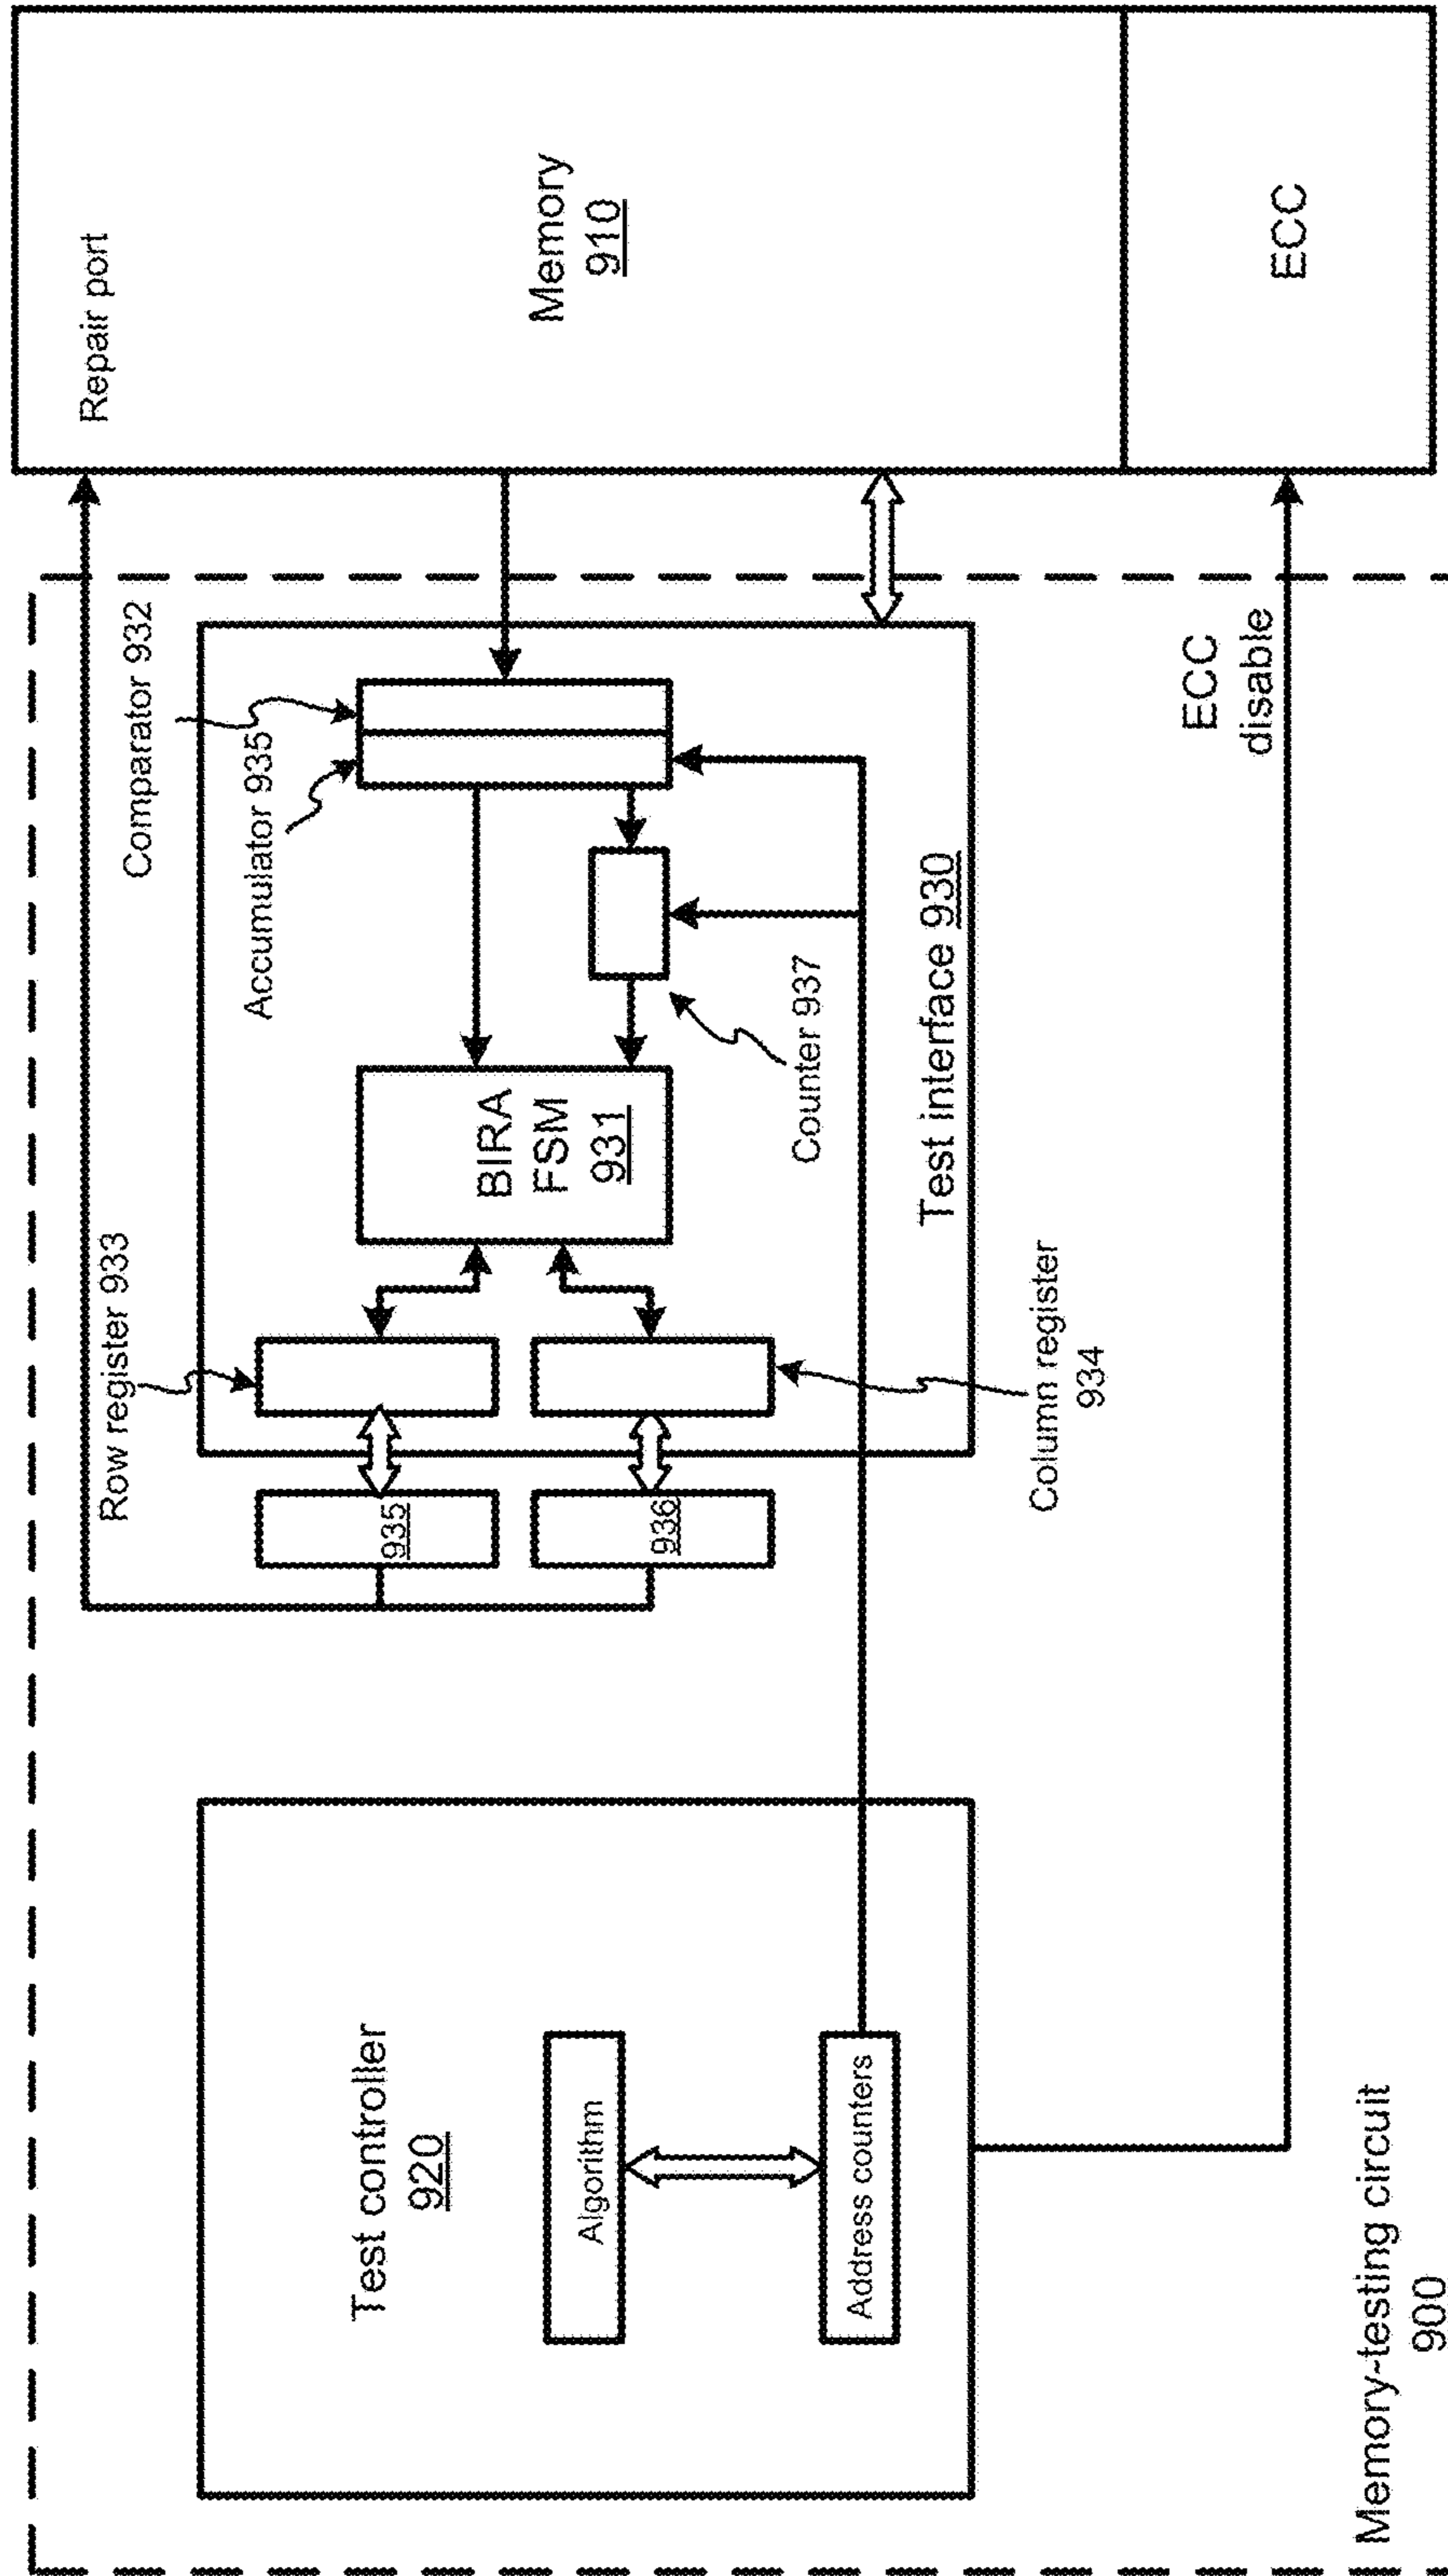 Repair port
Memory
910
ECC
Comparator 932
Accumulator 935
Row register 933
BIRA
FSM
931
Counter 937
935
936
Test interface 930
Column register
934
ECC
disable
Test controller
920
Algorithm
Address counters
Memory-testing circuit
900